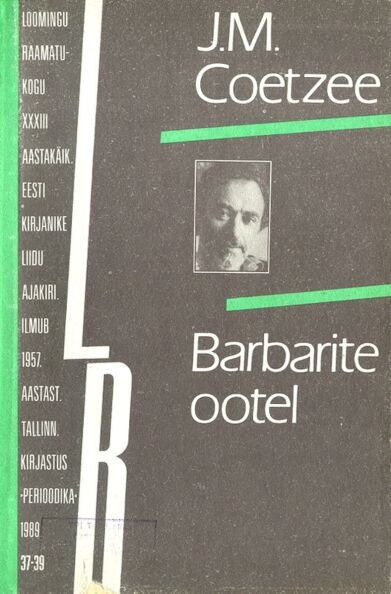 LOOMINGU
RAAMATU-
KOGU
XXXIII
AASTAKÄIK.
EESTI
KIRJANIKE
LIIDU
AJAKIRI.
ILMUB
1957.
AASTAST.
TALLINN.
KIRJASTUS
•PERIOODIKA•
1989
37-39
LR
J.M.
Coetzee
Barbarite
ootel